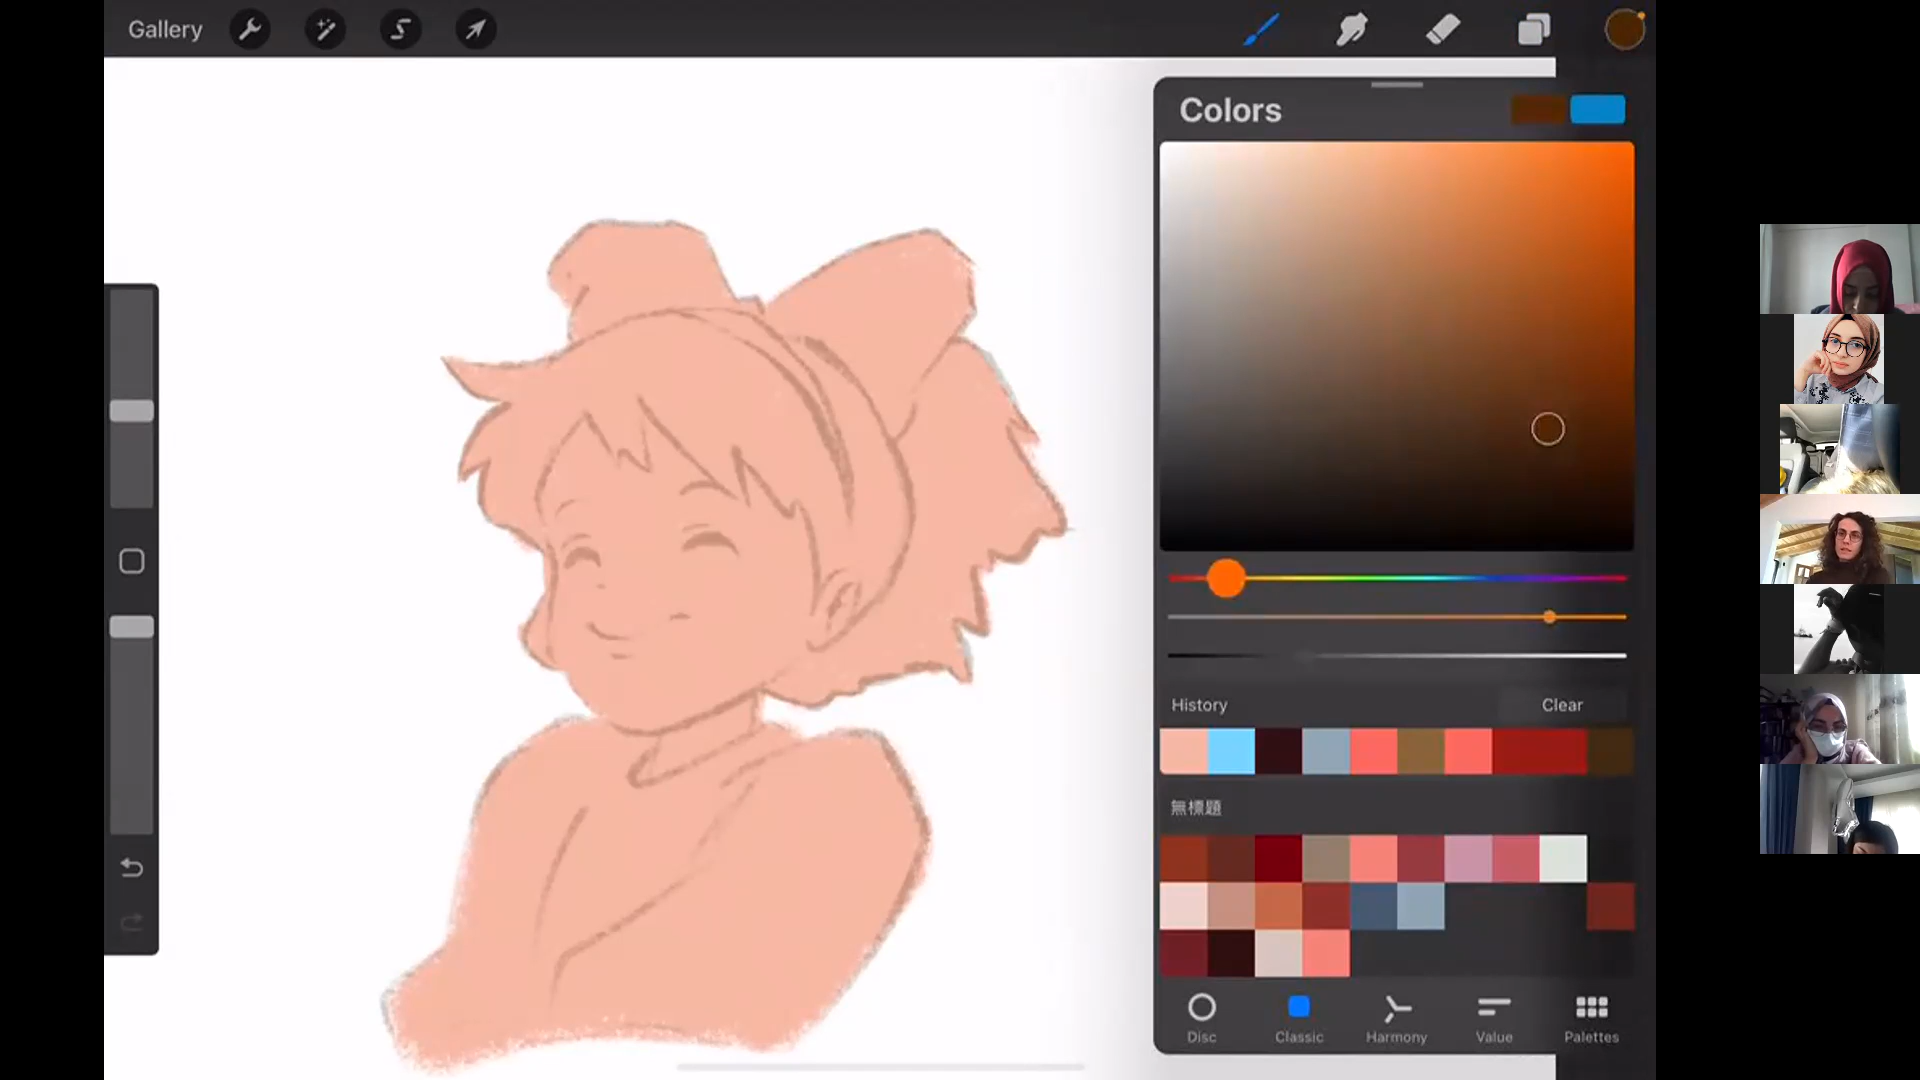 Gallery
Colors
History
Clear
無標題
Disc
Classic
Harmony
Value
Palettes